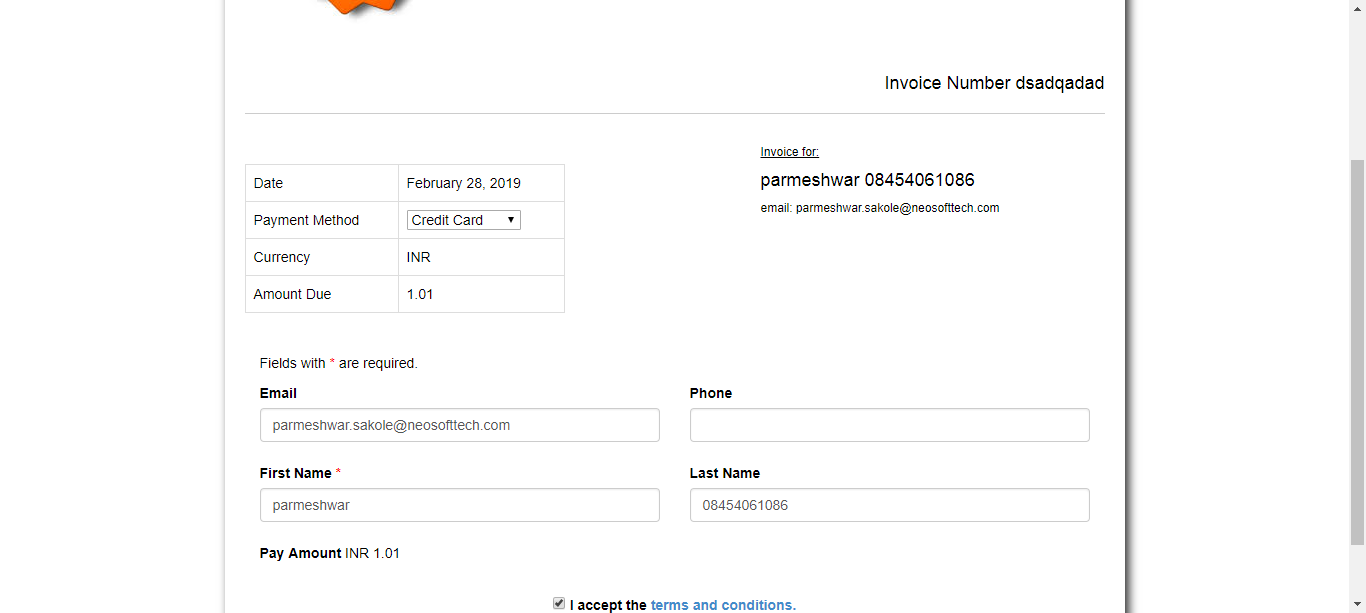 Invoice Number dsadqadad
Invoice for:
parmeshwar 08454061086
email: parmeshwar.sakole@neosofttech.com
Date February 28, 2019
Payment Method Credit Card
Currency INR
Amount Due 1.01
Fields with * are required.
Email Phone
parmeshwar.sakole@neosofttech.com
First Name * Last Name
parmeshwar 08454061086
Pay Amount INR 1.01
I accept the terms and conditions.